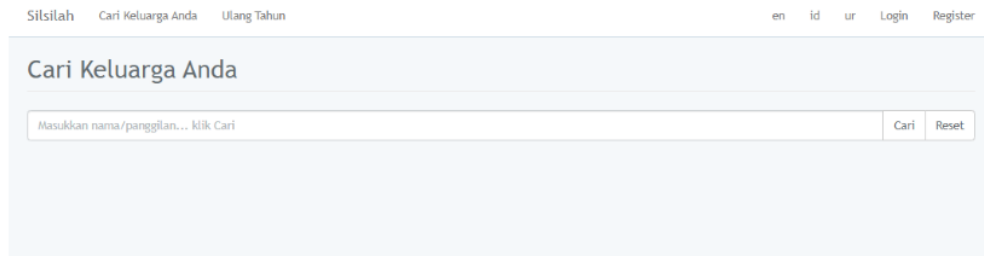 Silsilah Cari Keluarga Anda Ulang Tahun en id ur Login Register
Cari Keluarga Anda
Masukkan nama/panggilan... klik Cari Cari Reset